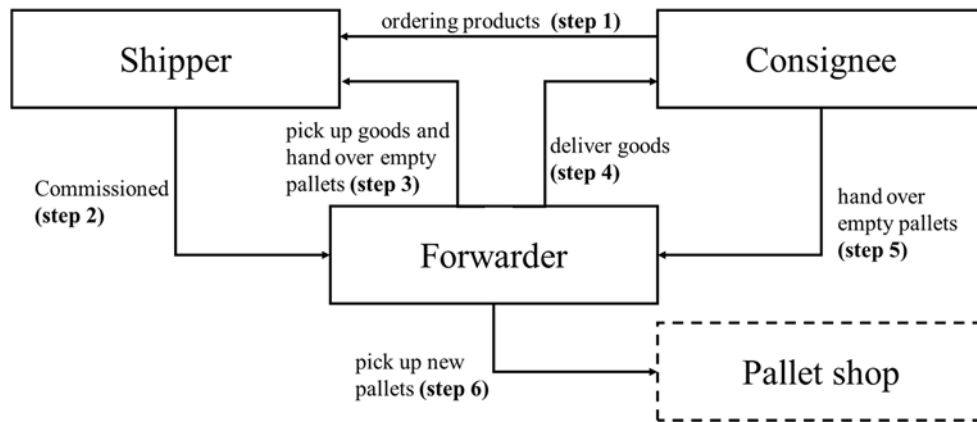 ordering products (step 1)
Shipper
Consignee
pick up goods and
hand over empty
pallets (step 3)
deliver goods
(step 4)
Commissioned
(step 2)
hand over
empty pallets
(step 5)
Forwarder
pick up new
pallets (step 6)
Pallet shop